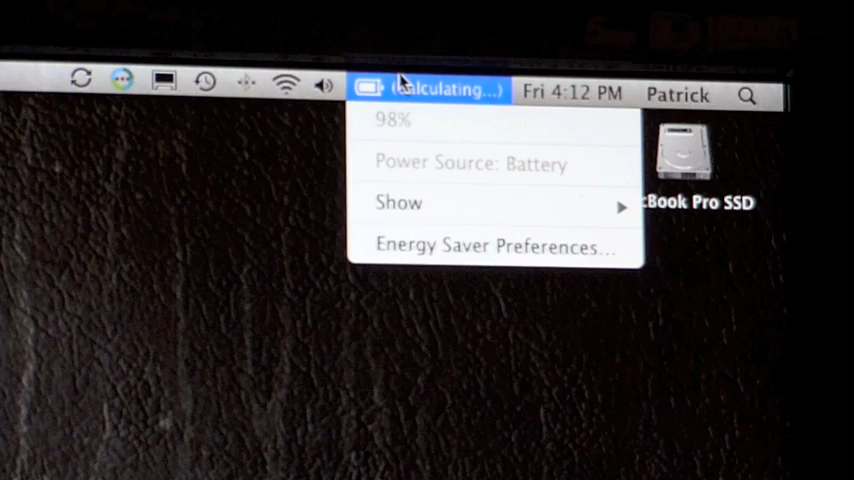 (Calculating...) Fri 4:12 PM Patrick
98%
Power Source: Battery
Show
Energy Saver Preferences...
cBook Pro SSD